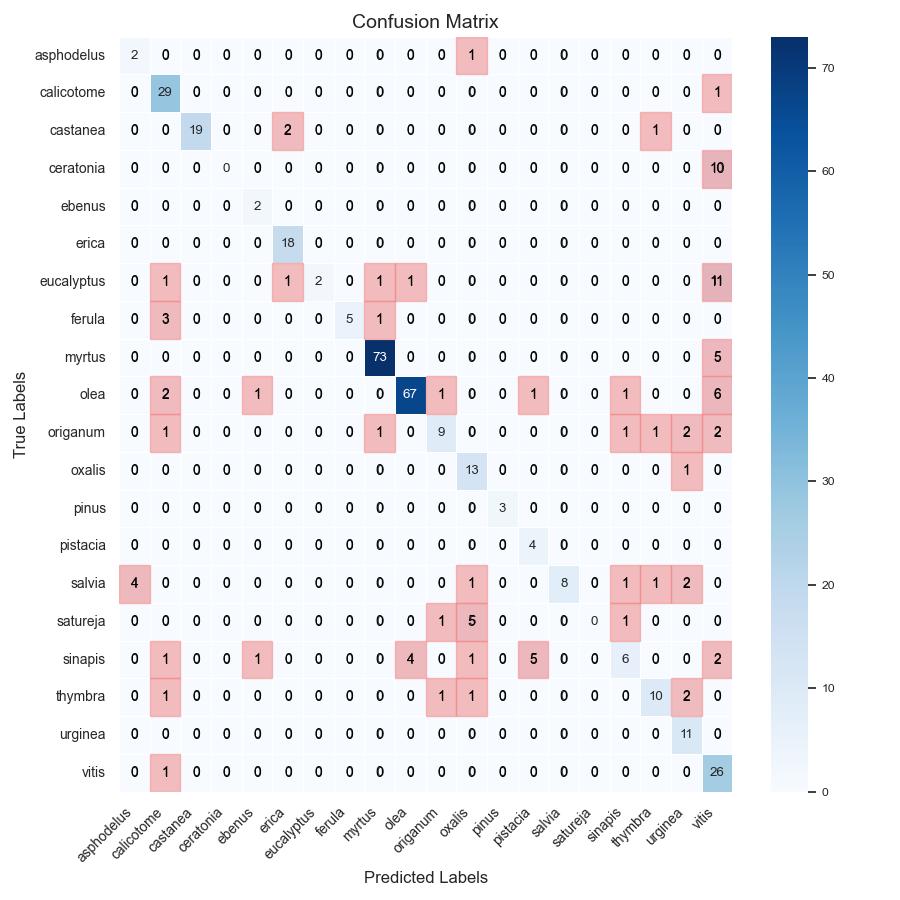 Confusion Matrix
asphodelus 2 0 0 0 0 0 0 0 0 0 0 1 0 0 0 0 0 0 0 0
calicotome 0 29 0 0 0 0 0 0 0 0 0 0 0 0 0 0 0 0 0 1
castanea 0 0 19 0 0 2 0 0 0 0 0 0 0 0 0 0 0 1 0 0
ceratonia 0 0 0 0 0 0 0 0 0 0 0 0 0 0 0 0 0 0 0 10
ebenus 0 0 0 0 2 0 0 0 0 0 0 0 0 0 0 0 0 0 0 0
erica 0 0 0 0 0 18 0 0 0 0 0 0 0 0 0 0 0 0 0 0
eucalyptus 0 1 0 0 0 1 2 0 1 1 0 0 0 0 0 0 0 0 0 11
ferula 0 3 0 0 0 0 0 5 1 0 0 0 0 0 0 0 0 0 0 0
myrtus 0 0 0 0 0 0 0 0 73 0 0 0 0 0 0 0 0 0 0 5
olea 0 2 0 0 1 0 0 0 0 67 1 0 0 1 0 0 1 0 0 6
origanum 0 1 0 0 0 0 0 0 1 0 9 0 0 0 0 0 1 1 2 2
oxalis 0 0 0 0 0 0 0 0 0 0 0 13 0 0 0 0 0 0 1 0
pinus 0 0 0 0 0 0 0 0 0 0 0 0 3 0 0 0 0 0 0 0
pistacia 0 0 0 0 0 0 0 0 0 0 0 0 0 4 0 0 0 0 0 0
salvia 4 0 0 0 0 0 0 0 0 0 0 1 0 0 8 0 1 1 2 0
satureja 0 0 0 0 0 0 0 0 0 0 1 5 0 0 0 0 1 0 0 0
sinapis 0 1 0 0 1 0 0 0 0 4 0 1 0 5 0 0 6 0 0 2
thymbra 0 1 0 0 0 0 0 0 0 0 1 1 0 0 0 0 0 10 2 0
urginea 0 0 0 0 0 0 0 0 0 0 0 0 0 0 0 0 0 0 11 0
vitis 0 1 0 0 0 0 0 0 0 0 0 0 0 0 0 0 0 0 0 26
asphodelus calicotome castanea ceratonia ebenus erica eucalyptus ferula myrtus olea origanum oxalis pinus pistacia salvia satureja sinapis thymbra urginea vitis
Predicted Labels
True Labels
70
60
50
40
30
20
10
0